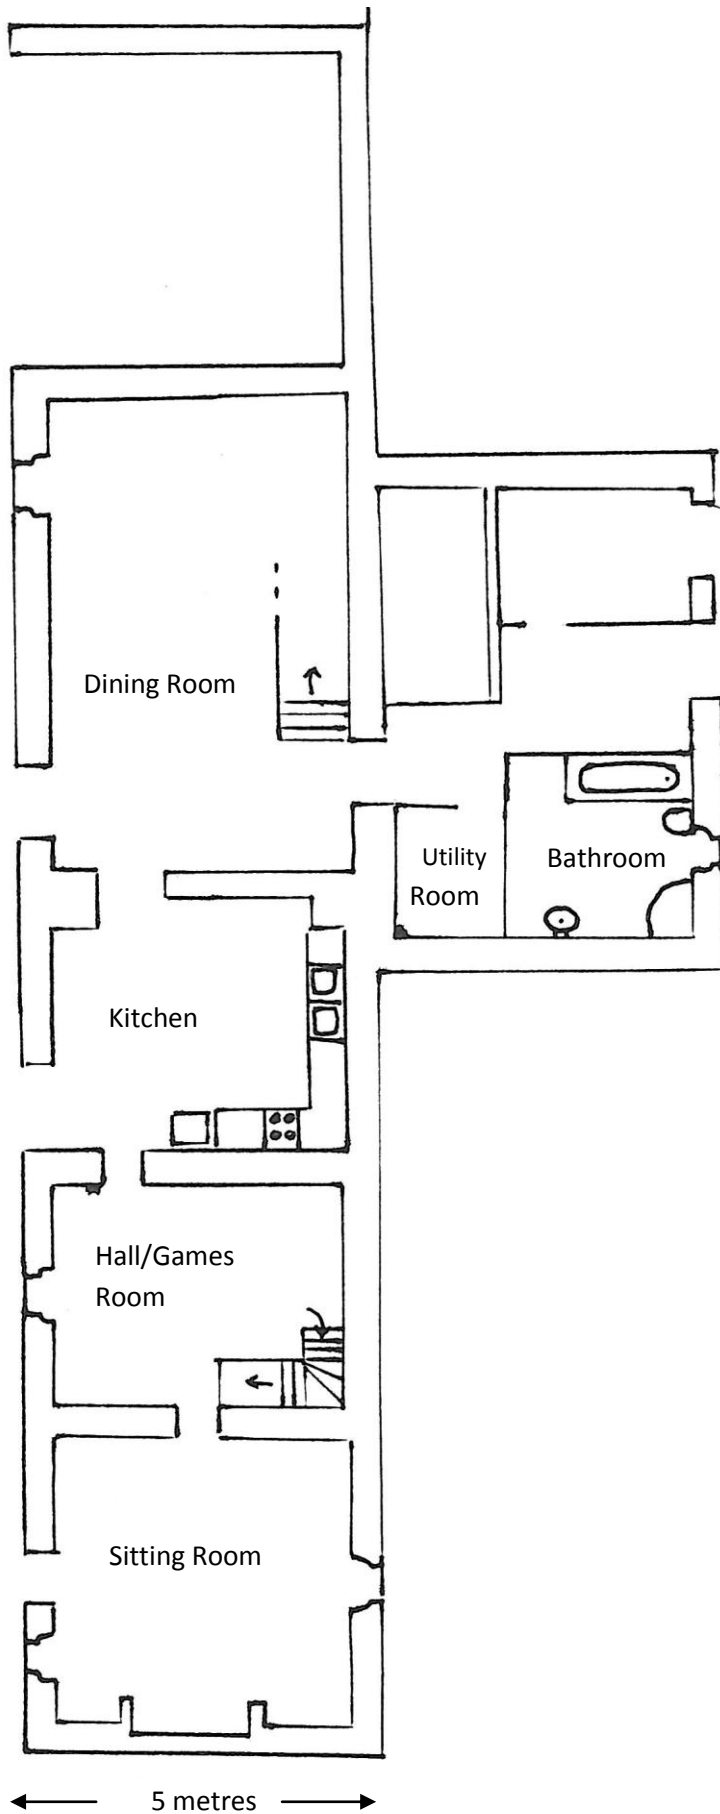 Dining Room
Utility
Room
Bathroom
Kitchen
Hall/Games
Room
Sitting Room
5 metres